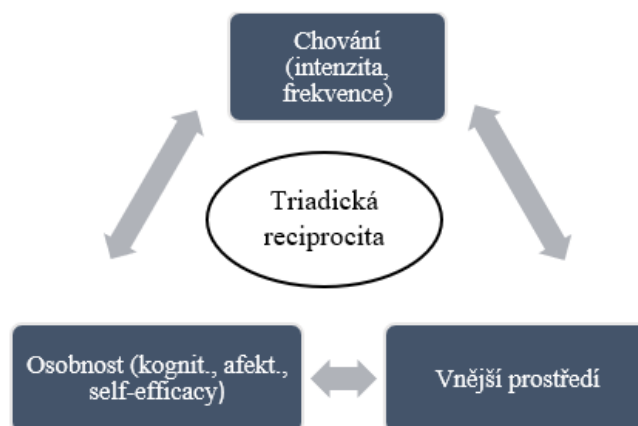 Chování
(intenzita,
frekvence)
Triadická
reciprocita
Osobnost (kognit., afekt.,
self-efficacy)
Vnější prostředí